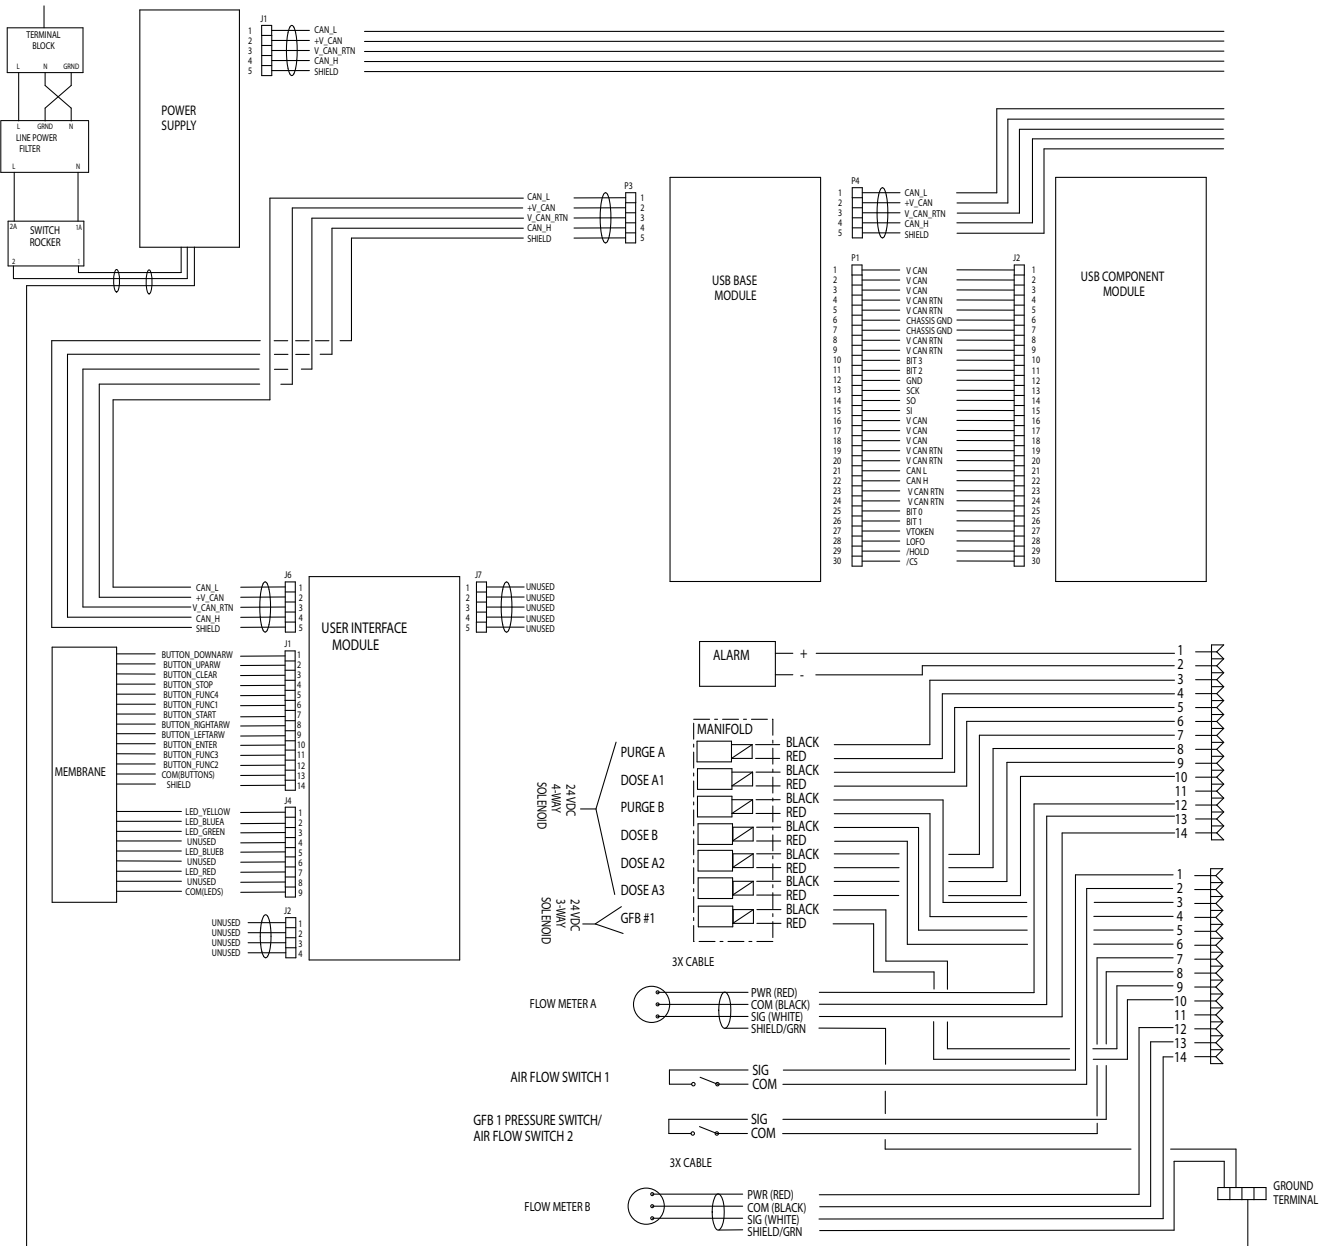 TERMINAL
BLOCK
L N GRND
L GRND N
LINE POWER
FILTER
L N
2A 1A
SWITCH
ROCKER
2 1
POWER
SUPPLY
J1
1 CAN_L
2 +V_CAN
3 V_CAN_RTN
4 CAN_H
5 SHIELD
P3
CAN_L 1
+V_CAN 2
V_CAN_RTN 3
CAN_H 4
SHIELD 5
USB BASE
MODULE
P4
1 CAN_L
2 +V_CAN
3 V_CAN_RTN
4 CAN_H
5 SHIELD
USB COMPONENT
MODULE
P1 J2
1 V CAN 1
2 V CAN 2
3 V CAN 3
4 V CAN RTN 4
5 V CAN RTN 5
6 CHASSIS GND 6
7 CHASSIS GND 7
8 V CAN RTN 8
9 V CAN RTN 9
10 BIT 3 10
11 BIT 2 11
12 GND 12
13 SCK 13
14 SO 14
15 SI 15
16 V CAN 16
17 V CAN 17
18 V CAN 18
19 V CAN RTN 19
20 V CAN RTN 20
21 CAN L 21
22 CAN H 22
23 V CAN RTN 23
24 V CAN RTN 24
25 BIT 0 25
26 BIT 1 26
27 VTOKEN 27
28 LOFO 28
29 /HOLD 29
30 /CS 30
J6
CAN_L 1
+V_CAN 2
V_CAN_RTN 3
CAN_H 4
SHIELD 5
USER INTERFACE
MODULE
J7
1 UNUSED
2 UNUSED
3 UNUSED
4 UNUSED
5 UNUSED
MEMBRANE
J1
BUTTON_DOWNARW 1
BUTTON_UPARW 2
BUTTON_CLEAR 3
BUTTON_STOP 4
BUTTON_FUNC4 5
BUTTON_FUNC1 6
BUTTON_START 7
BUTTON_RIGHTARW 8
BUTTON_LEFTARW 9
BUTTON_ENTER 10
BUTTON_FUNC3 11
BUTTON_FUNC2 12
COM(BUTTONS) 13
SHIELD 14
J4
LED_YELLOW 1
LED_BLUEA 2
LED_GREEN 3
UNUSED 4
LED_BLUEB 5
UNUSED 6
LED_RED 7
UNUSED 8
COM(LEDS) 9
J2
UNUSED 1
UNUSED 2
UNUSED 3
UNUSED 4
ALARM + -
MANIFOLD
24 VDC
4-WAY
SOLENOID
PURGE A BLACK
RED
DOSE A1 BLACK
RED
PURGE B BLACK
RED
DOSE B BLACK
RED
DOSE A2 BLACK
RED
DOSE A3 BLACK
RED
24 VDC
3-WAY
SOLENOID
GFB #1 BLACK
RED
1
2
3
4
5
6
7
8
9
10
11
12
13
14
1
2
3
4
5
6
7
8
9
10
11
12
13
14
3X CABLE
FLOW METER A
PWR (RED)
COM (BLACK)
SIG (WHITE)
SHIELD/GRN
AIR FLOW SWITCH 1
SIG
COM
GFB 1 PRESSURE SWITCH/
AIR FLOW SWITCH 2
SIG
COM
3X CABLE
FLOW METER B
PWR (RED)
COM (BLACK)
SIG (WHITE)
SHIELD/GRN
GROUND
TERMINAL